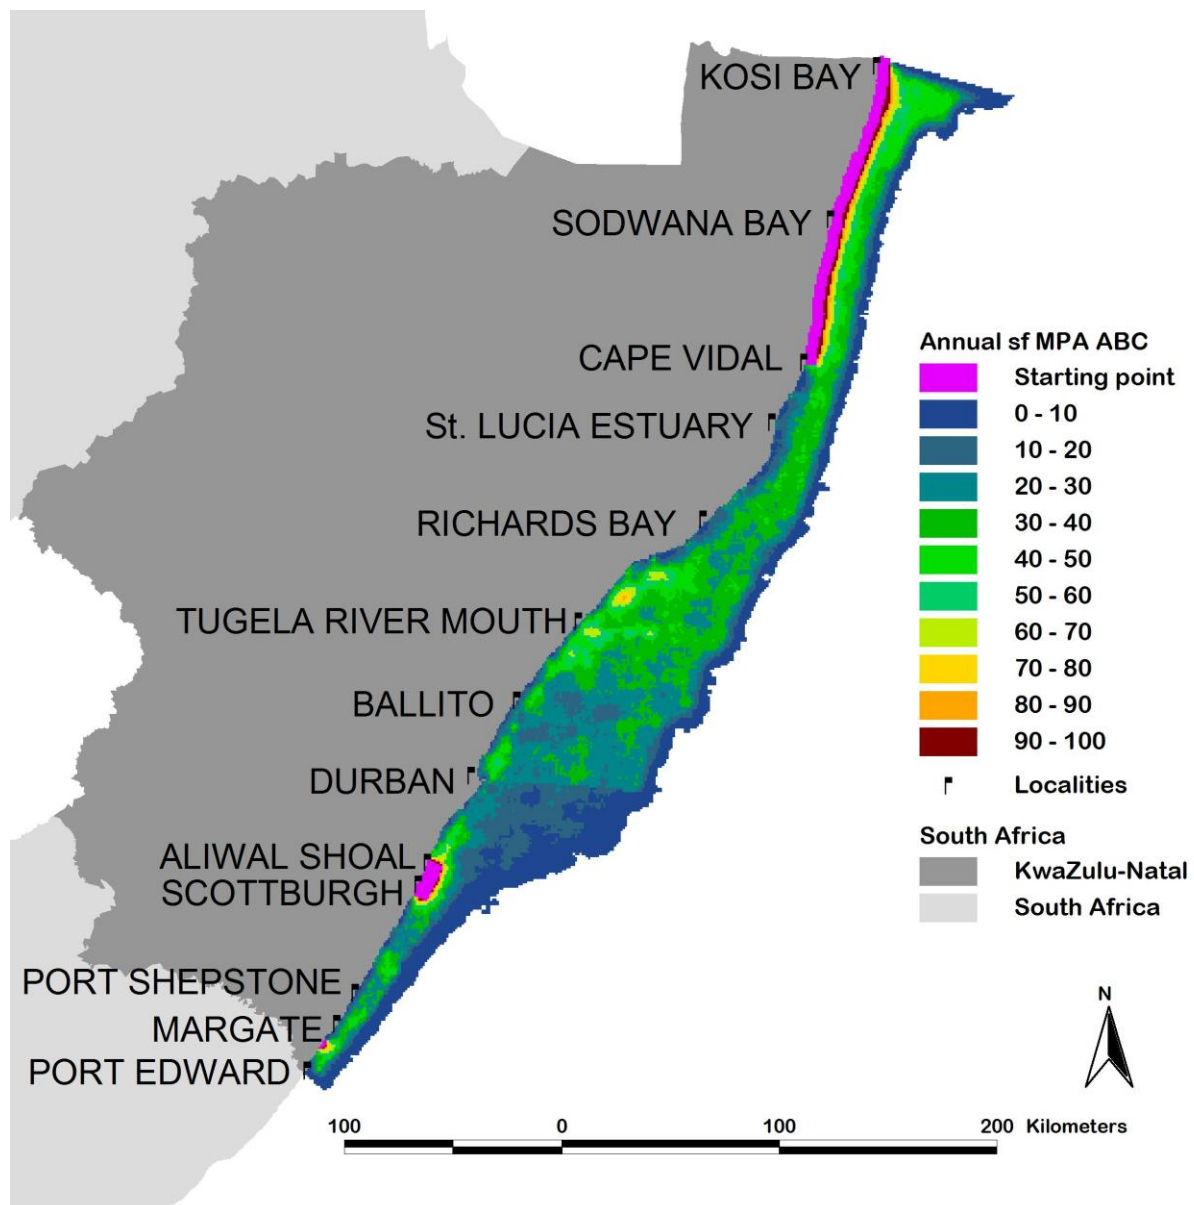 KOSI BAY
SODWANA BAY
CAPE VIDAL
St. LUCIA ESTUARY
RICHARDS BAY
TUGELA RIVER MOUTH
BALLITO
DURBAN
ALIWAL SHOAL
SCOTTBURGH
PORT SHEPSTONE
MARGATE
PORT EDWARD
Annual sf MPA ABC
Starting point
0 - 10
10 - 20
20 - 30
30 - 40
40 - 50
50 - 60
60 - 70
70 - 80
80 - 90
90 - 100
Localities
South Africa
KwaZulu-Natal
South Africa
N
100 0 100 200 Kilometers